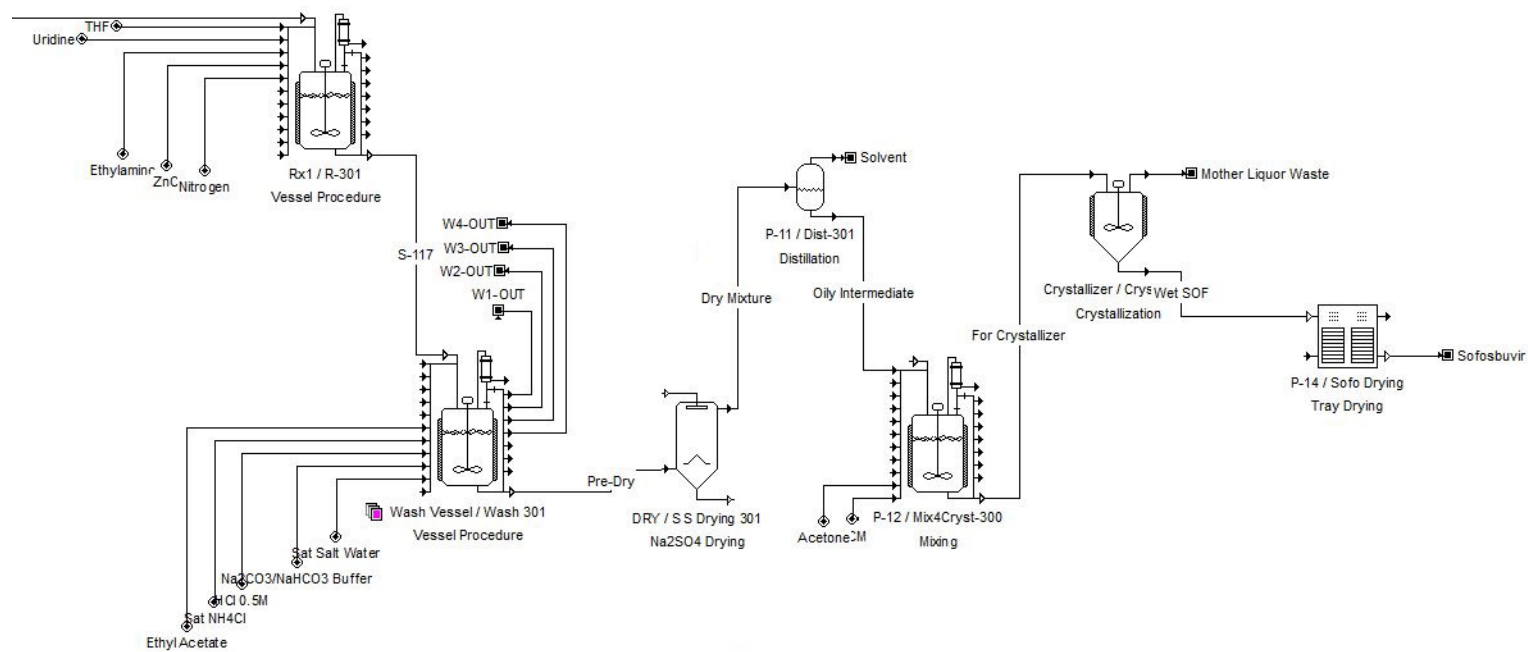 THF
Uridine
Ethylamine
ZnC
Nitrogen
Rx1 / R-301
Vessel Procedure
S-117
W4-OUT
W3-OUT
W2-OUT
W1-OUT
Wash Vessel / Wash 301
Vessel Procedure
Sat Salt Water
Na2CO3/NaHCO3 Buffer
HCl 0.5M
Sat NH4Cl
Ethyl Acetate
Pre-Dry
DRY / SS Drying 301
Na2SO4 Drying
Dry Mixture
Solvent
P-11 / Dist-301
Distillation
Oily Intermediate
Acetone
CM
P-12 / Mix4Cryst-300
Mixing
For Crystallizer
Mother Liquor Waste
Crystallizer / Crys
Wet SOF
Crystallization
P-14 / Sofo Drying
Tray Drying
Sofosbuvir